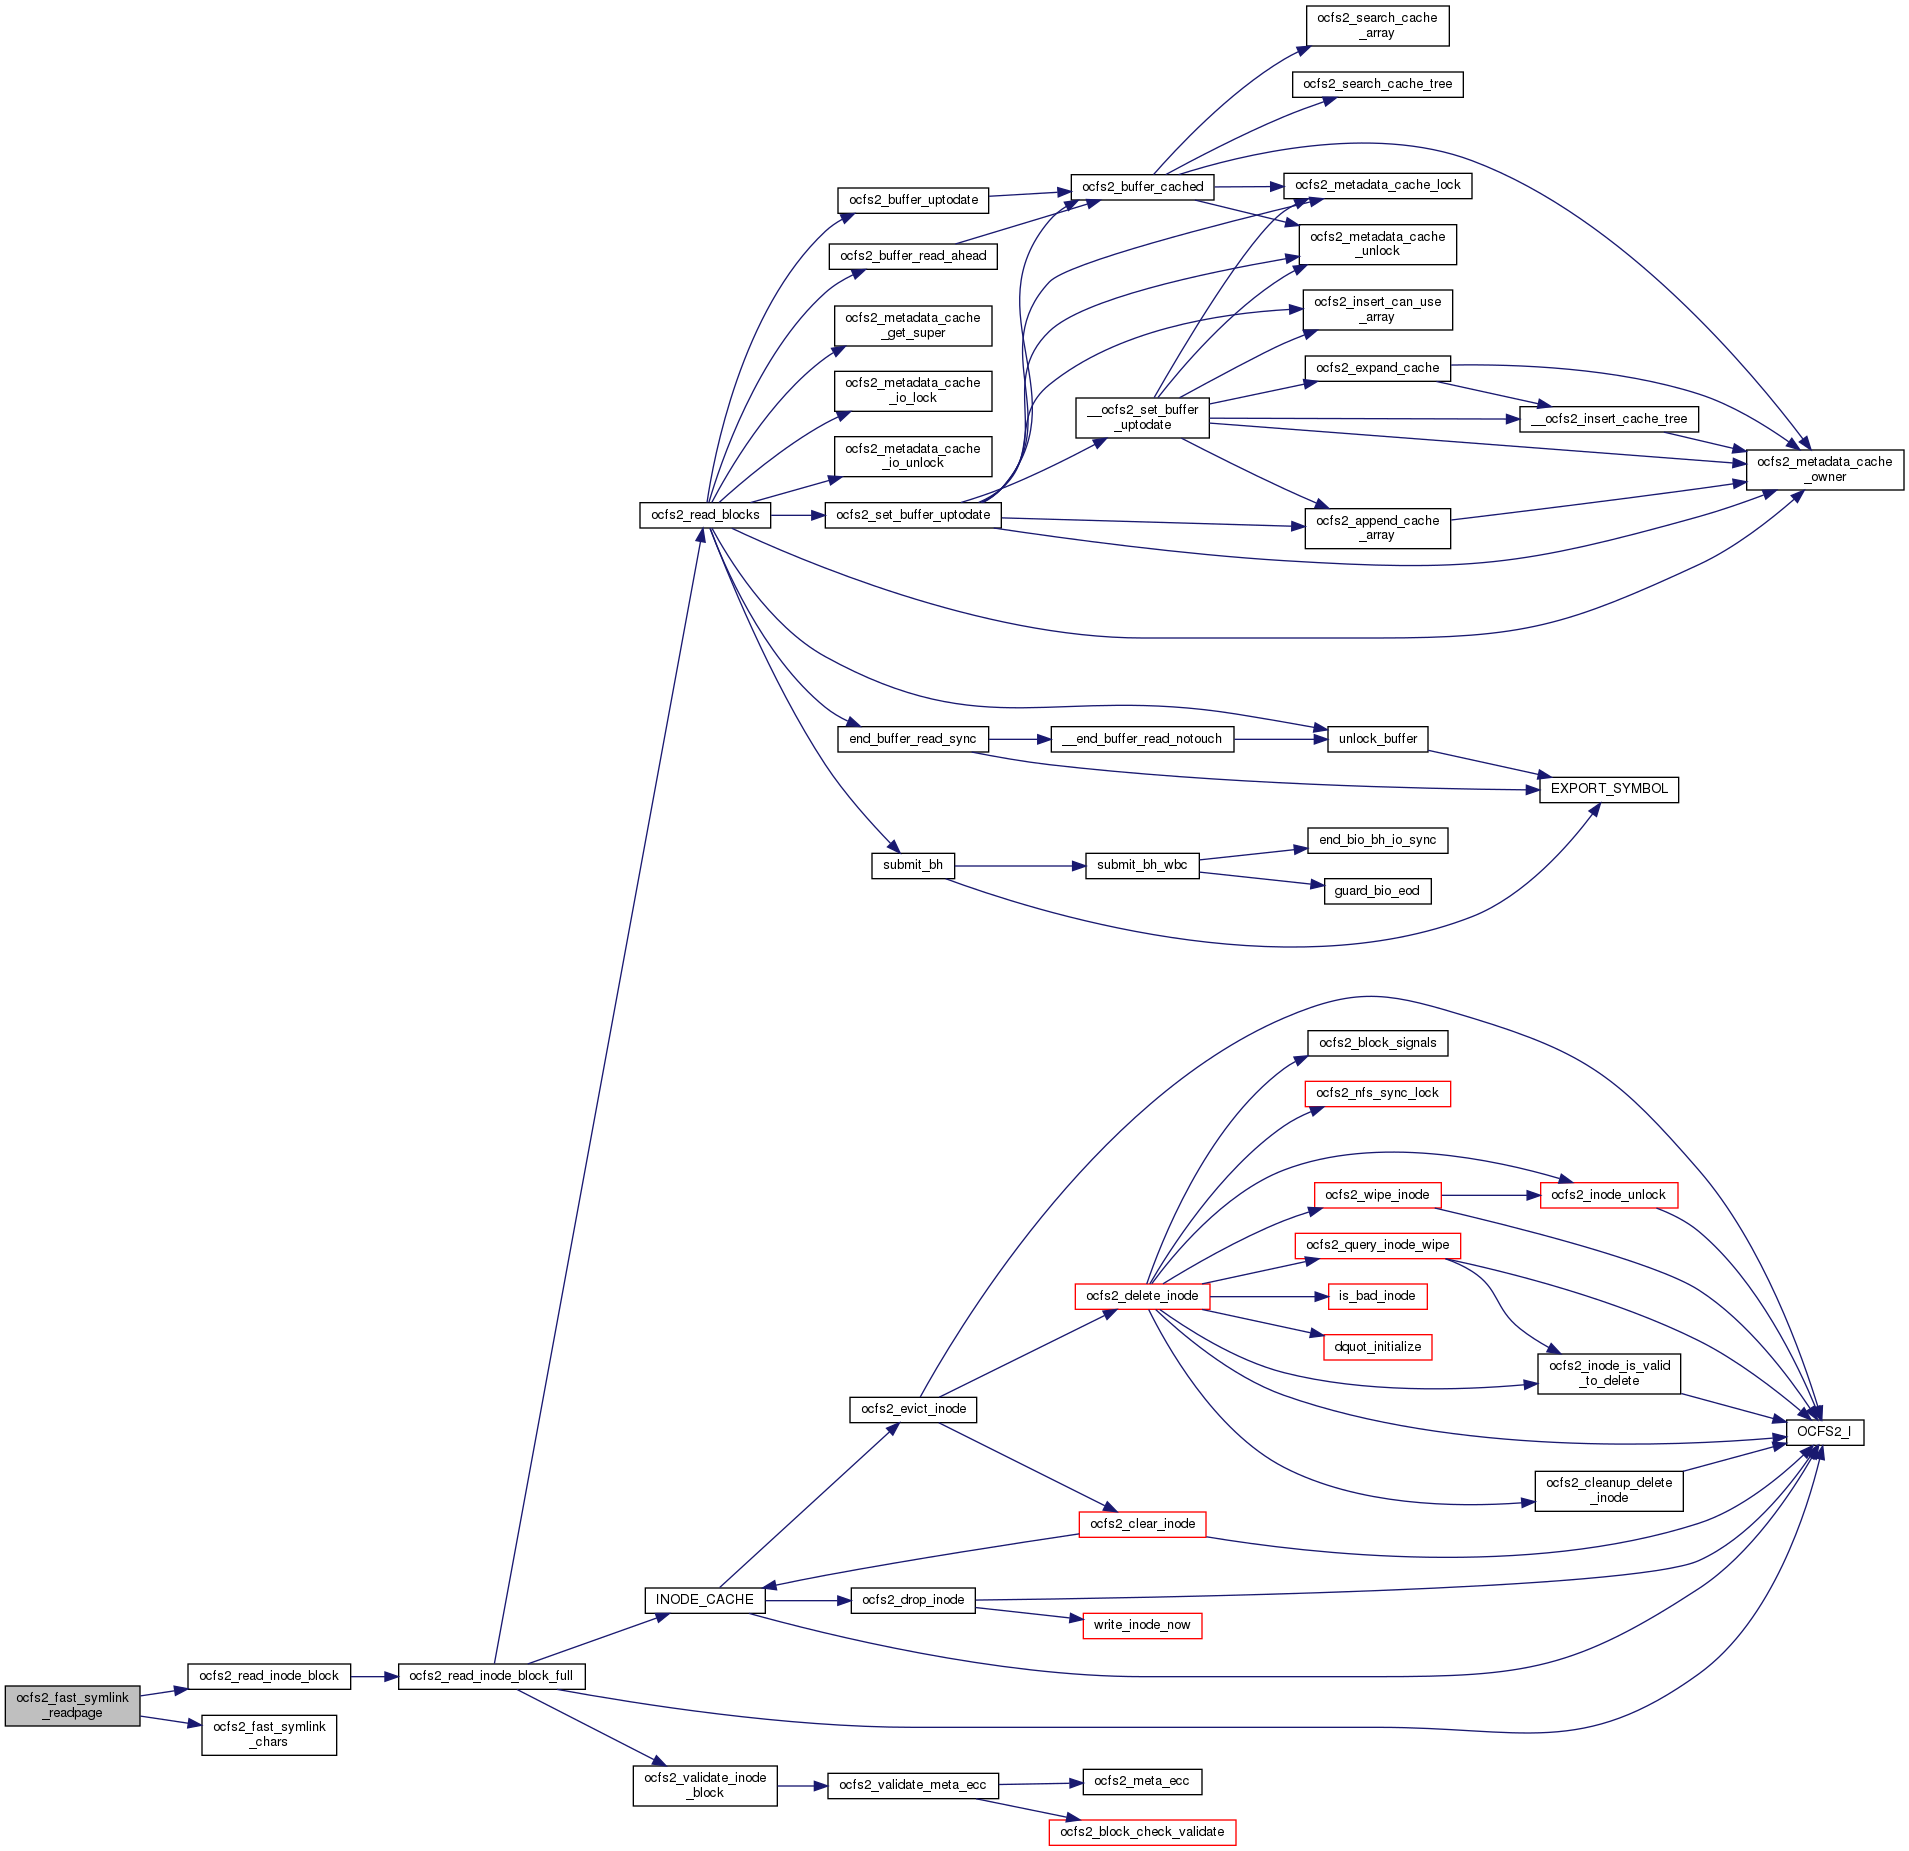 ocfs2_search_cache
_array
ocfs2_search_cache_tree
ocfs2_buffer_cached
ocfs2_metadata_cache_lock
ocfs2_buffer_uptodate
ocfs2_metadata_cache
_unlock
ocfs2_buffer_read_ahead
ocfs2_insert_can_use
_array
ocfs2_metadata_cache
_get_super
ocfs2_expand_cache
ocfs2_metadata_cache
_io_lock
__ocfs2_set_buffer
_uptodate
__ocfs2_insert_cache_tree
ocfs2_metadata_cache
_io_unlock
ocfs2_metadata_cache
_owner
ocfs2_read_blocks
ocfs2_set_buffer_uptodate
ocfs2_append_cache
_array
end_buffer_read_sync
__end_buffer_read_notouch
unlock_buffer
EXPORT_SYMBOL
end_bio_bh_io_sync
submit_bh
submit_bh_wbc
guard_bio_eod
ocfs2_block_signals
ocfs2_nfs_sync_lock
ocfs2_wipe_inode
ocfs2_inode_unlock
ocfs2_query_inode_wipe
ocfs2_delete_inode
is_bad_inode
dquot_initialize
ocfs2_inode_is_valid
_to_delete
ocfs2_evict_inode
OCFS2_I
ocfs2_cleanup_delete
_inode
ocfs2_clear_inode
INODE_CACHE
ocfs2_drop_inode
write_inode_now
ocfs2_read_inode_block
ocfs2_read_inode_block_full
ocfs2_fast_symlink
_readpage
ocfs2_fast_symlink
_chars
ocfs2_validate_inode
_block
ocfs2_validate_meta_ecc
ocfs2_meta_ecc
ocfs2_block_check_validate